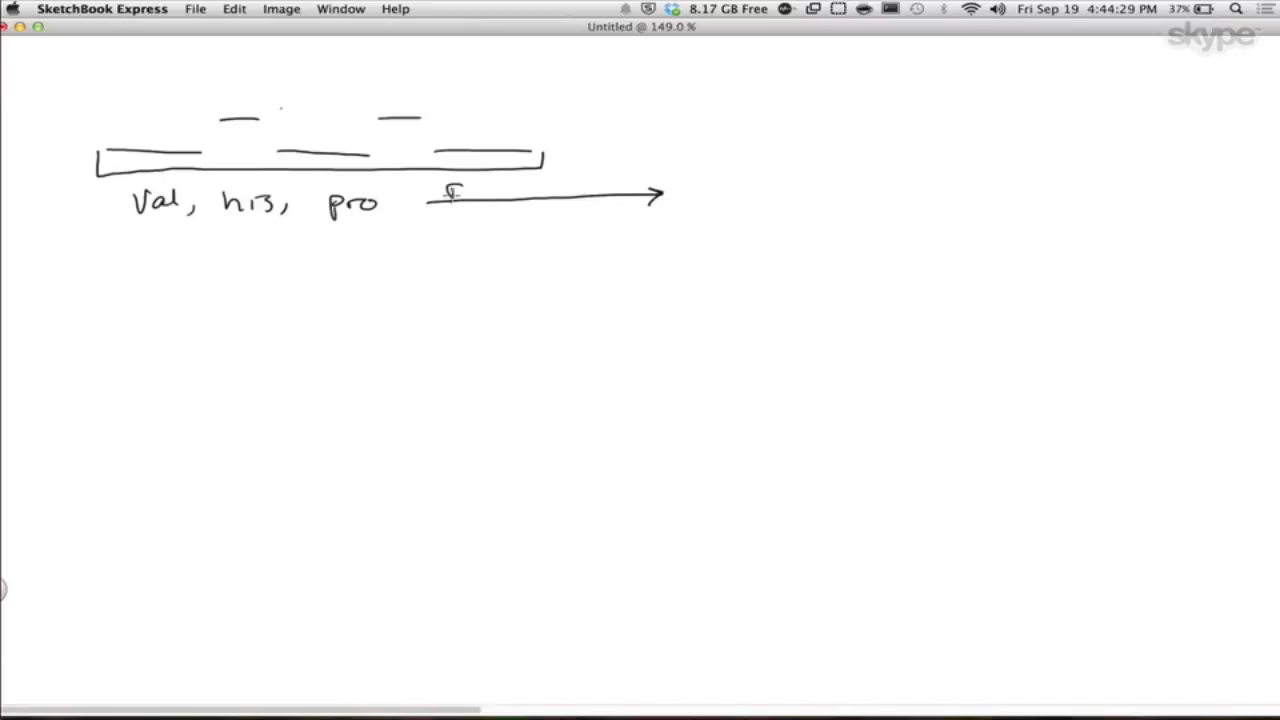 SketchBook Express File Edit Image Window Help 8.17 GB Free Fri Sep 19 4:44:29 PM 37%
Untitled @ 149.0 %
skype
Val, his, pro